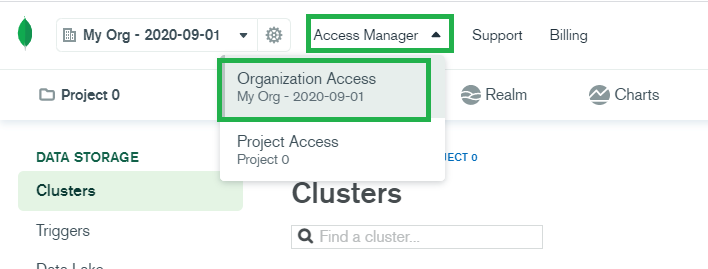 My Org - 2020-09-01 Access Manager Support Billing
Organization Access
My Org - 2020-09-01
Project 0 Realm Charts
Project Access
Project 0
DATA STORAGE
JECT 0
Clusters
Clusters
Triggers
Find a cluster...
Data Lake